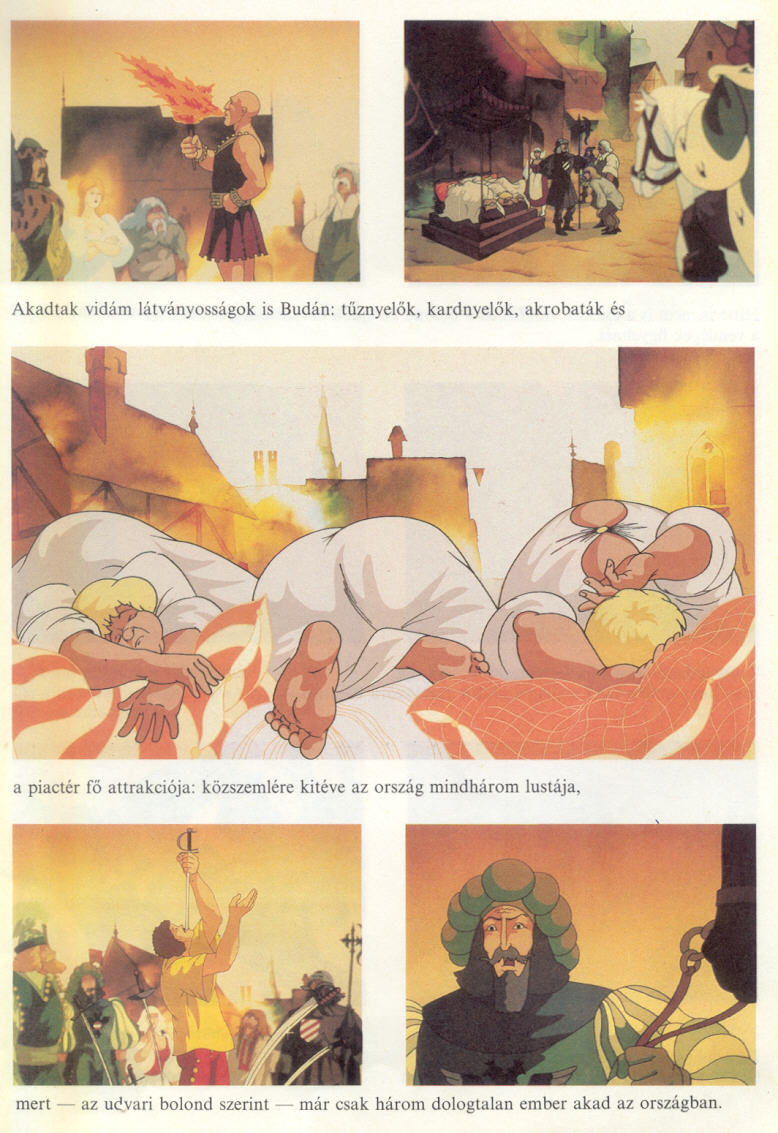 Akadtak vidám látványosságok is Budán: tűznyelők, kardnyelők, akrobaták és
a piactér fő attrakciója: közszemlére kitéve az ország mindhárom lustája,
mert — az udvari bolond szerint — már csak három dologtalan ember akad az országban.